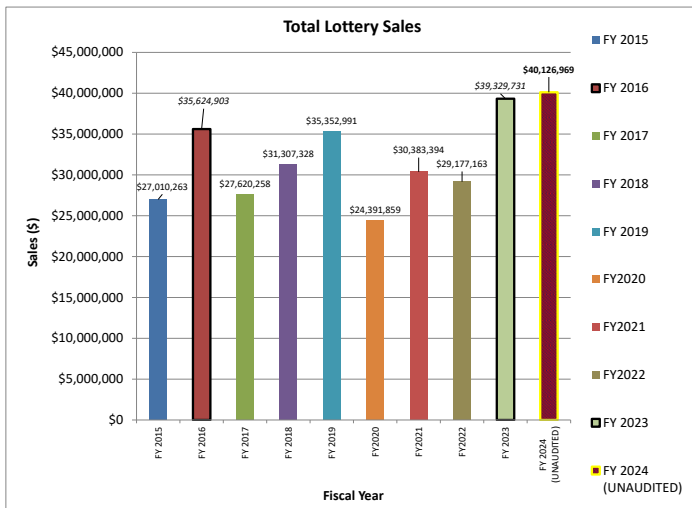 Total Lottery Sales
$45,000,000
$40,000,000
$35,000,000
$30,000,000
$25,000,000
$20,000,000
$15,000,000
$10,000,000
$5,000,000
$0
Sales ($)
$27,010,263
$35,624,903
$27,620,258
$31,307,328
$35,352,991
$24,391,859
$30,383,394
$29,177,163
$39,329,731
$40,126,969
FY 2015
FY 2016
FY 2017
FY 2018
FY 2019
FY2020
FY2021
FY2022
FY 2023
FY 2024
(UNAUDITED)
Fiscal Year
FY 2015
FY 2016
FY 2017
FY 2018
FY 2019
FY2020
FY2021
FY2022
FY 2023
FY 2024
(UNAUDITED)